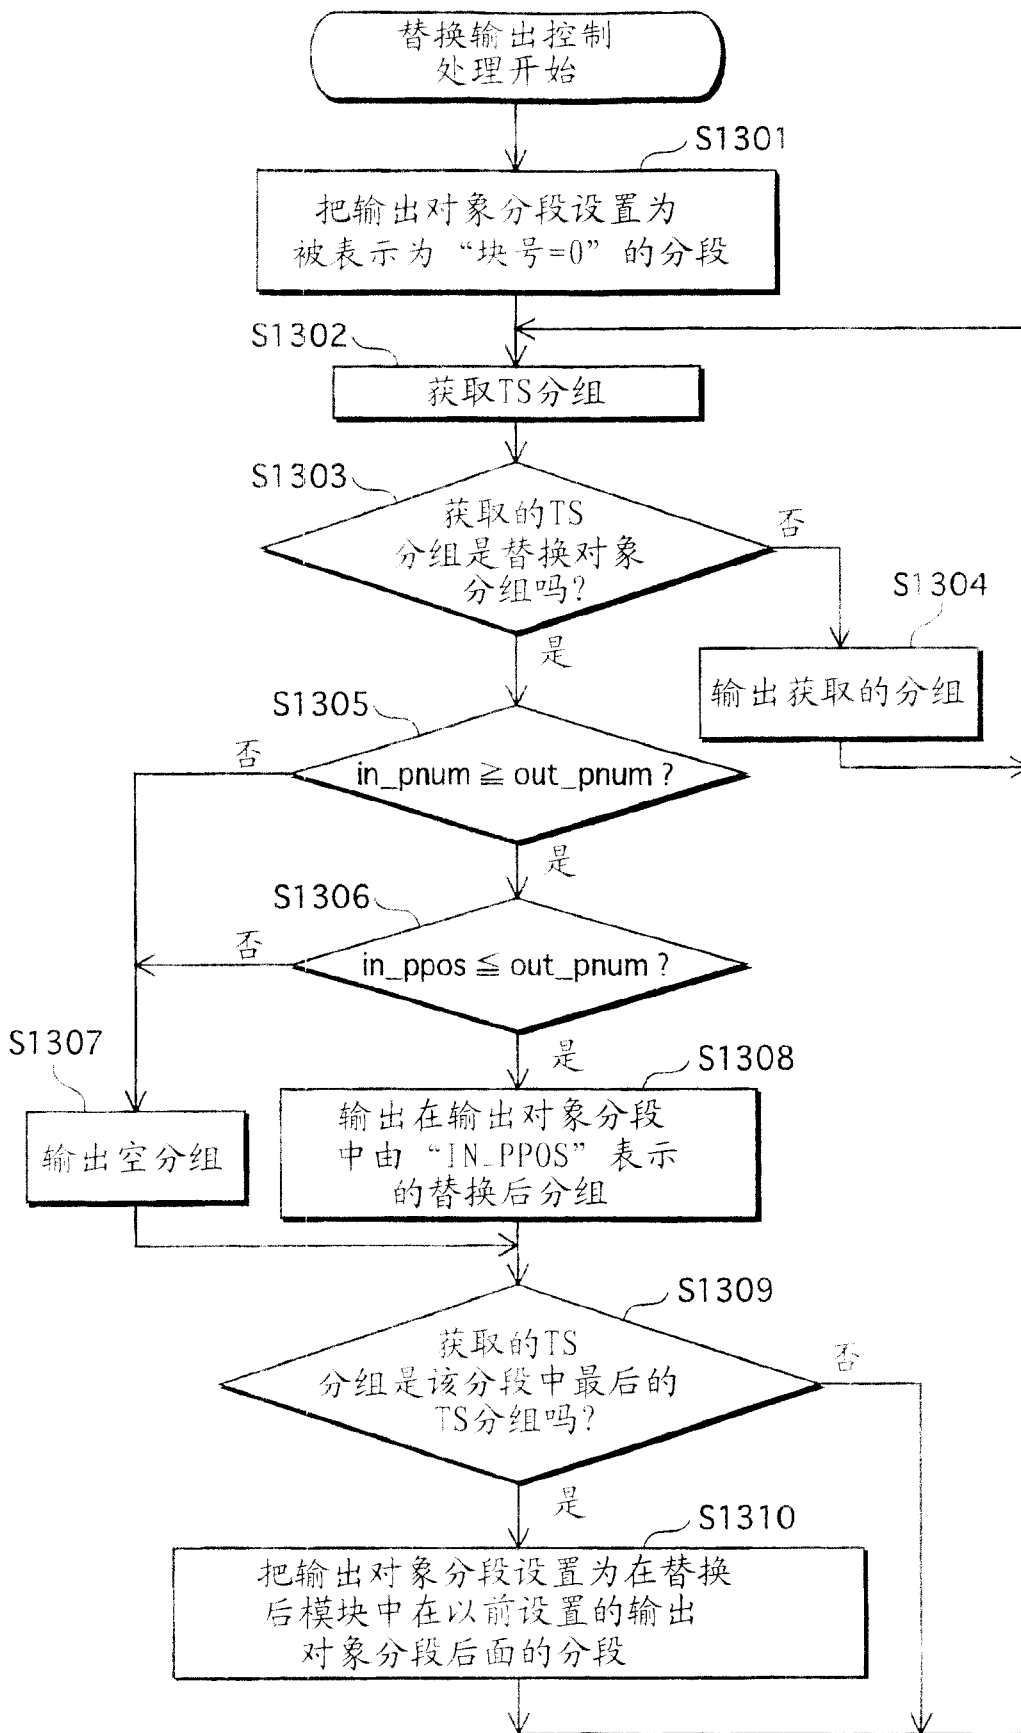 替换输出控制
处理开始
S1301
把输出对象分段设置为
被表示为“块号=0”的分段
S1302
获取TS分组
S1303
获取的TS
分组是替换对象
分组吗?
否
S1304
输出获取的分组
是
S1305
in_pnum ≧ out_pnum ?
否
是
S1306
in_ppos ≦ out_pnum ?
否
是
S1307
输出空分组
S1308
输出在输出对象分段
中由“IN_PPOS”表示
的替换后分组
S1309
获取的TS
分组是该分段中最后的
TS分组吗?
否
是
S1310
把输出对象分段设置为在替换
后模块中在以前设置的输出
对象分段后面的分段